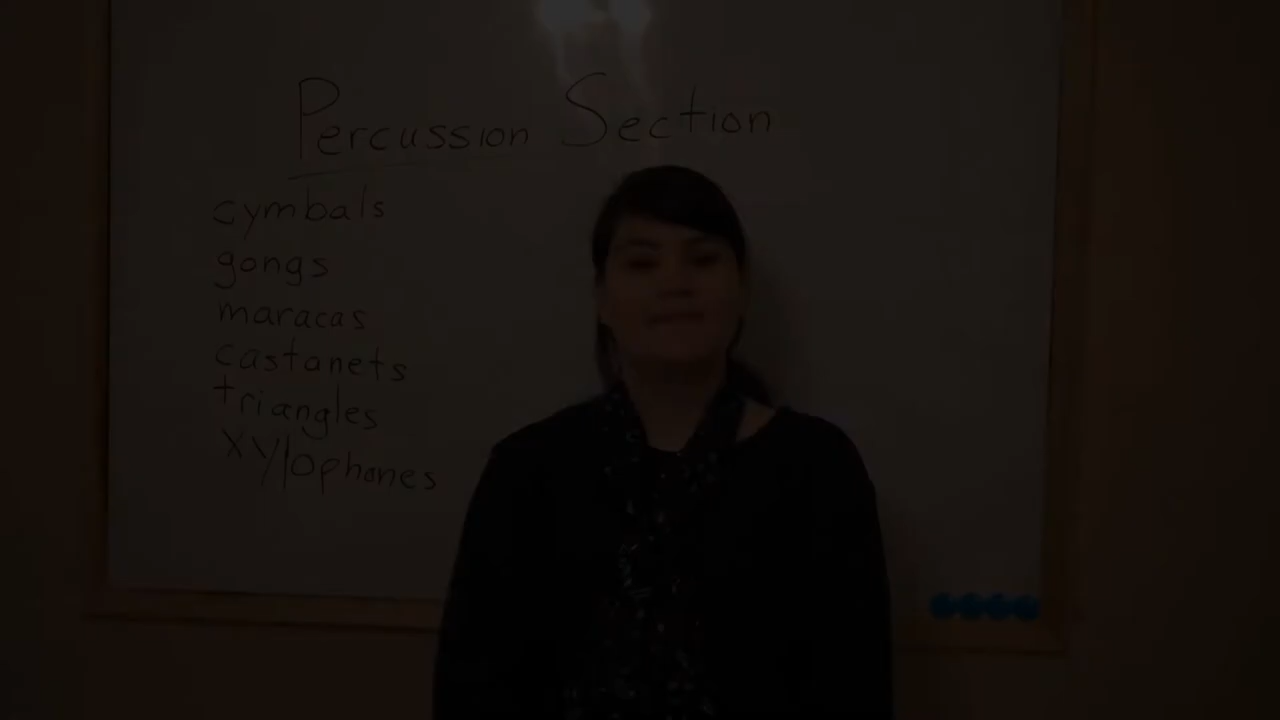 Percussion Section
cymbals
gongs
maracas
castanets
triangles
xylophones